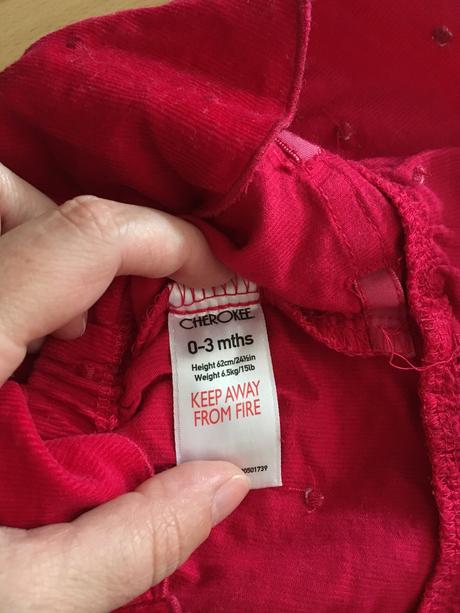 CHEROKEE
0-3 mths
Height 62cm/24½in
Weight 6.5kg/15lb
KEEP AWAY
FROM FIRE